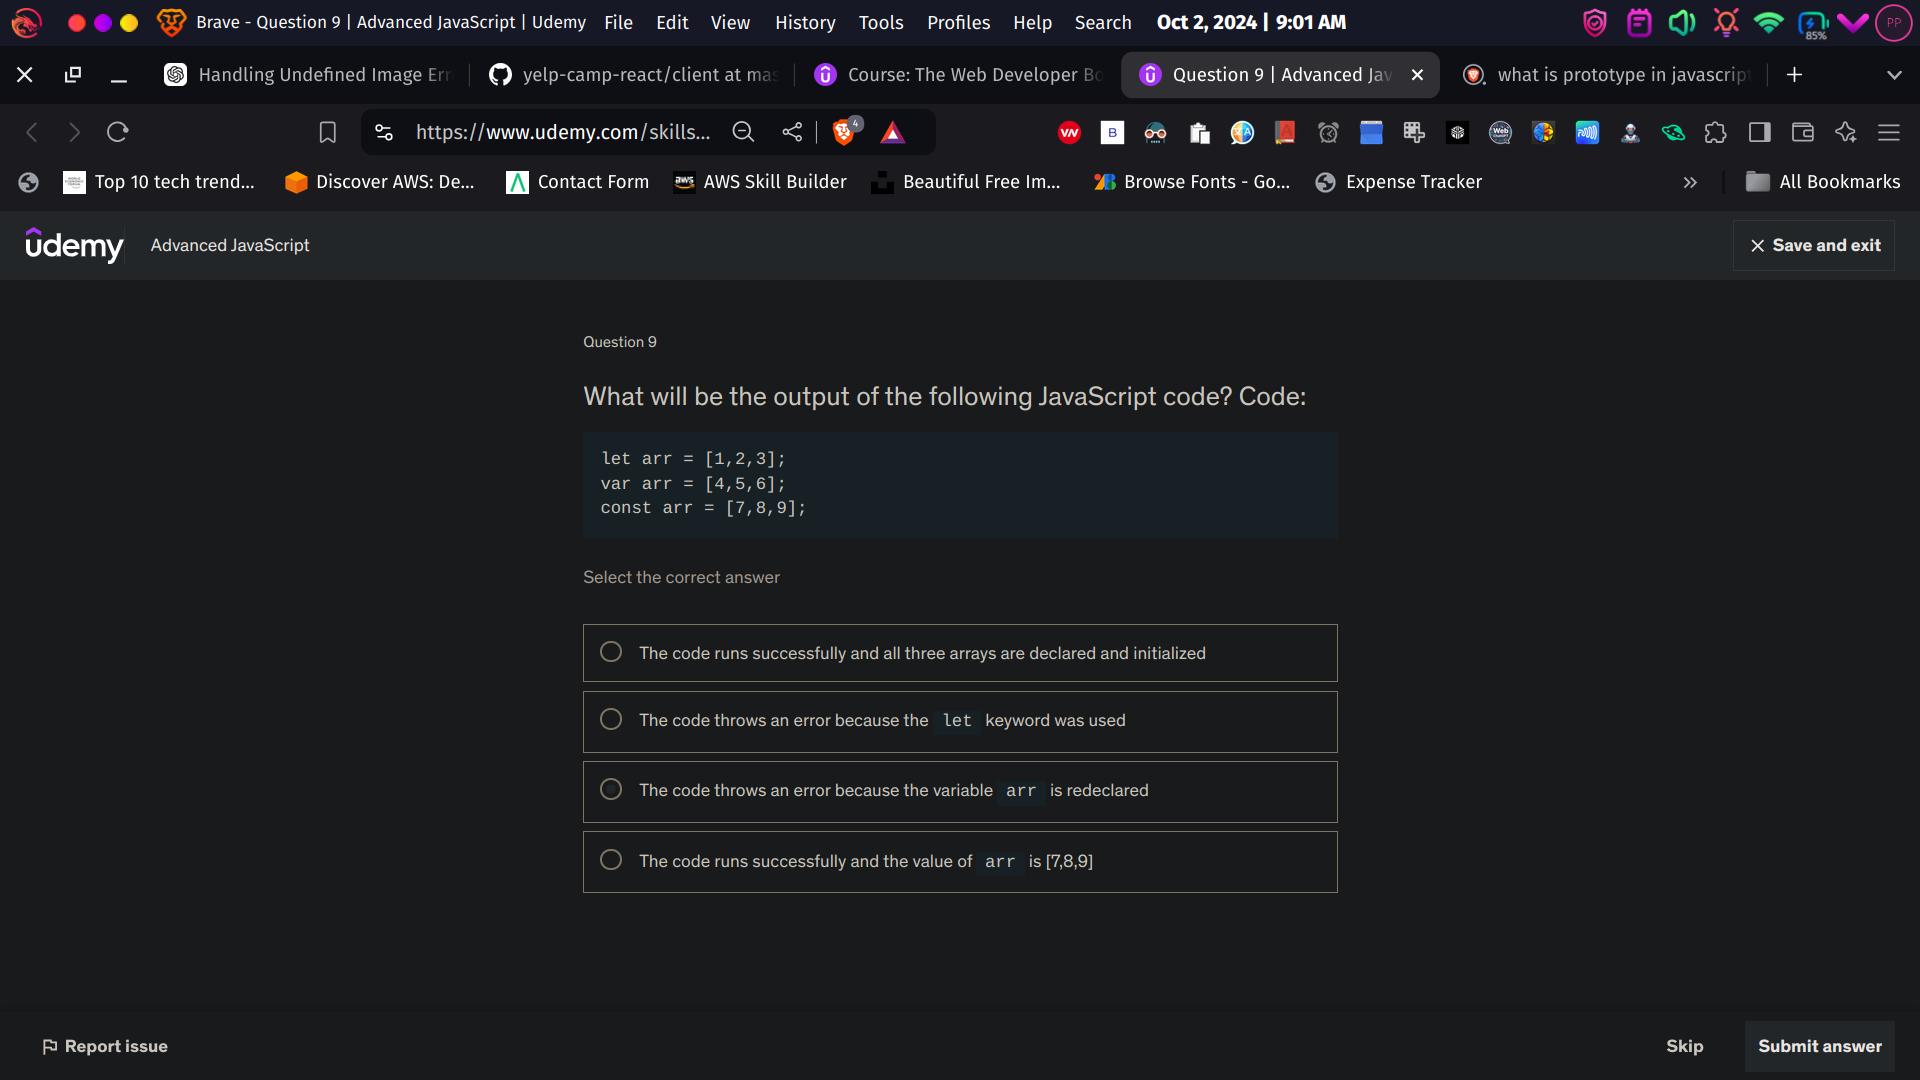 Brave - Question 9 | Advanced JavaScript | Udemy File Edit View History Tools Profiles Help Search Oct 2, 2024 | 9:01 AM
85%
PP
Handling Undefined Image Err
yelp-camp-react/client at mas
Course: The Web Developer Bo
Question 9 | Advanced Jav
what is prototype in javascript
https://www.udemy.com/skills...
4
VN
B
Web
Top 10 tech trend...
Discover AWS: De...
Contact Form
aws
AWS Skill Builder
Beautiful Free Im...
Browse Fonts - Go...
Expense Tracker
All Bookmarks
udemy
Advanced JavaScript
Save and exit
Question 9
What will be the output of the following JavaScript code? Code:
let arr = [1,2,3];
var arr = [4,5,6];
const arr = [7,8,9];
Select the correct answer
The code runs successfully and all three arrays are declared and initialized
The code throws an error because the let keyword was used
The code throws an error because the variable arr is redeclared
The code runs successfully and the value of arr is [7,8,9]
Report issue
Skip
Submit answer